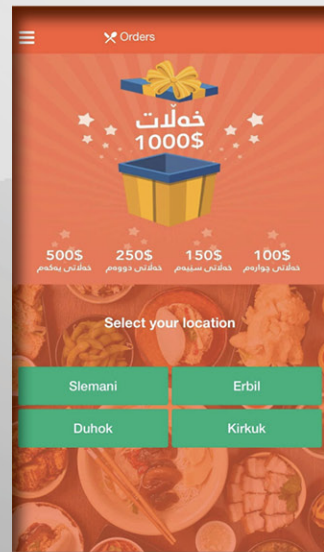 Orders
خەڵات
1000$
500$ 250$ 150$ 100$
خەڵاتی یەکەم خەڵاتی دووەم خەڵاتی سییەم خەڵاتی چوارەم
Select your location
Slemani Erbil
Duhok Kirkuk